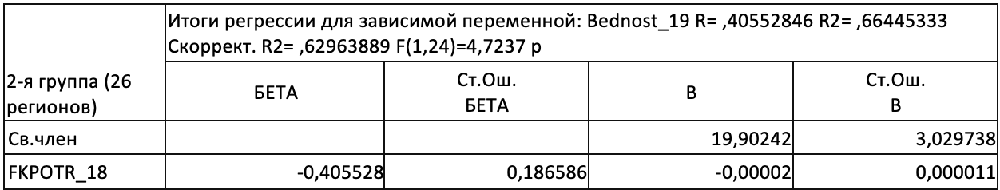 Итоги регрессии для зависимой переменной: Bednost_19 R= ,40552846 R2= ,66445333
Скоррект. R2= ,62963889 F(1,24)=4,7237 p
2-я группа (26
регионов)
БЕТА
Ст.Ош.
БЕТА
В
Ст.Ош.
В
Св.член
19,90242
3,029738
FKPOTR_18
-0,405528
0,186586
-0,00002
0,000011